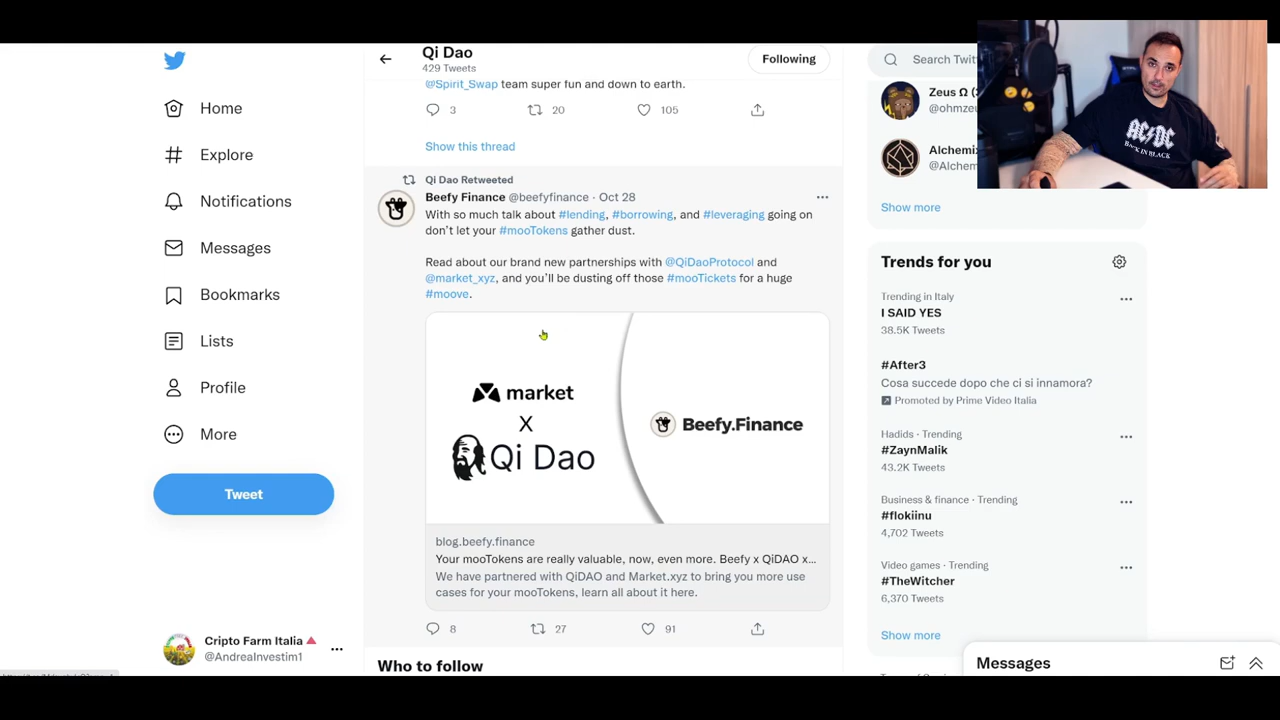 Home
Explore
Notifications
Messages
Bookmarks
Lists
Profile
More
Tweet
Cripto Farm Italia
@AndreaInvestim1
Qi Dao
429 Tweets
Following
@Spirit_Swap team super fun and down to earth.
3 20 105
Show this thread
Qi Dao Retweeted
Beefy Finance @beefyfinance · Oct 28
With so much talk about #lending, #borrowing, and #leveraging going on
don't let your #mooTokens gather dust.
Read about our brand new partnerships with @QiDaoProtocol and
@market_xyz, and you'll be dusting off those #mooTickets for a huge
#moove.
market
X
Qi Dao
Beefy.Finance
blog.beefy.finance
Your mooTokens are really valuable, now, even more. Beefy x QiDAO x...
We have partnered with QiDAO and Market.xyz to bring you more use
cases for your mooTokens, learn all about it here.
8 27 91
Who to follow
Search Twit
Zeus Ω (
@ohmze
Alchemi
@Alchem
Show more
Trends for you
Trending in Italy
I SAID YES
38.5K Tweets
#After3
Cosa succede dopo che ci si innamora?
Promoted by Prime Video Italia
Hadids · Trending
#ZaynMalik
43.2K Tweets
Business & finance · Trending
#flokiinu
4,702 Tweets
Video games · Trending
#TheWitcher
6,370 Tweets
Show more
Messages
AC/DC
BACK IN BLACK